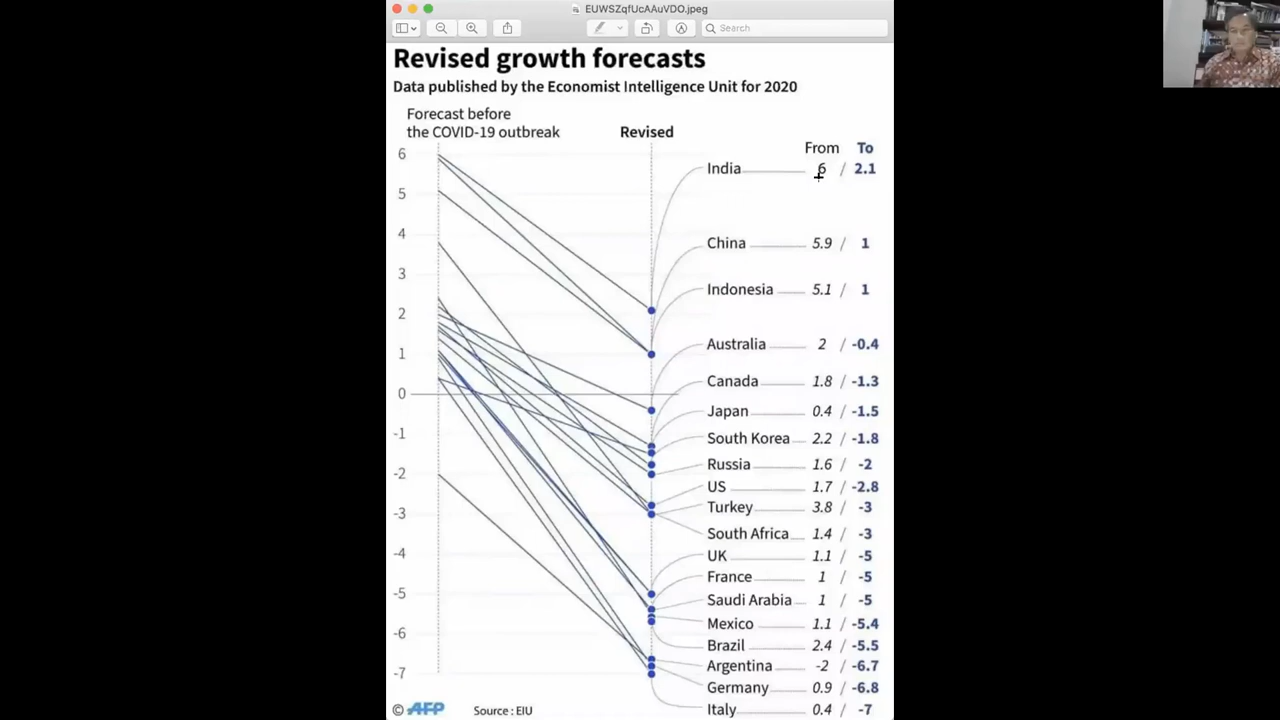 EUWSZqfUcAAuVDO.jpeg
Search
Revised growth forecasts
Data published by the Economist Intelligence Unit for 2020
Forecast before
the COVID-19 outbreak
Revised
From To
6
5
4
3
2
1
0
-1
-2
-3
-4
-5
-6
-7
India 6 / 2.1
China 5.9 / 1
Indonesia 5.1 / 1
Australia 2 / -0.4
Canada 1.8 / -1.3
Japan 0.4 / -1.5
South Korea 2.2 / -1.8
Russia 1.6 / -2
US 1.7 / -2.8
Turkey 3.8 / -3
South Africa 1.4 / -3
UK 1.1 / -5
France 1 / -5
Saudi Arabia 1 / -5
Mexico 1.1 / -5.4
Brazil 2.4 / -5.5
Argentina -2 / -6.7
Germany 0.9 / -6.8
Italy 0.4 / -7
© AFP Source : EIU